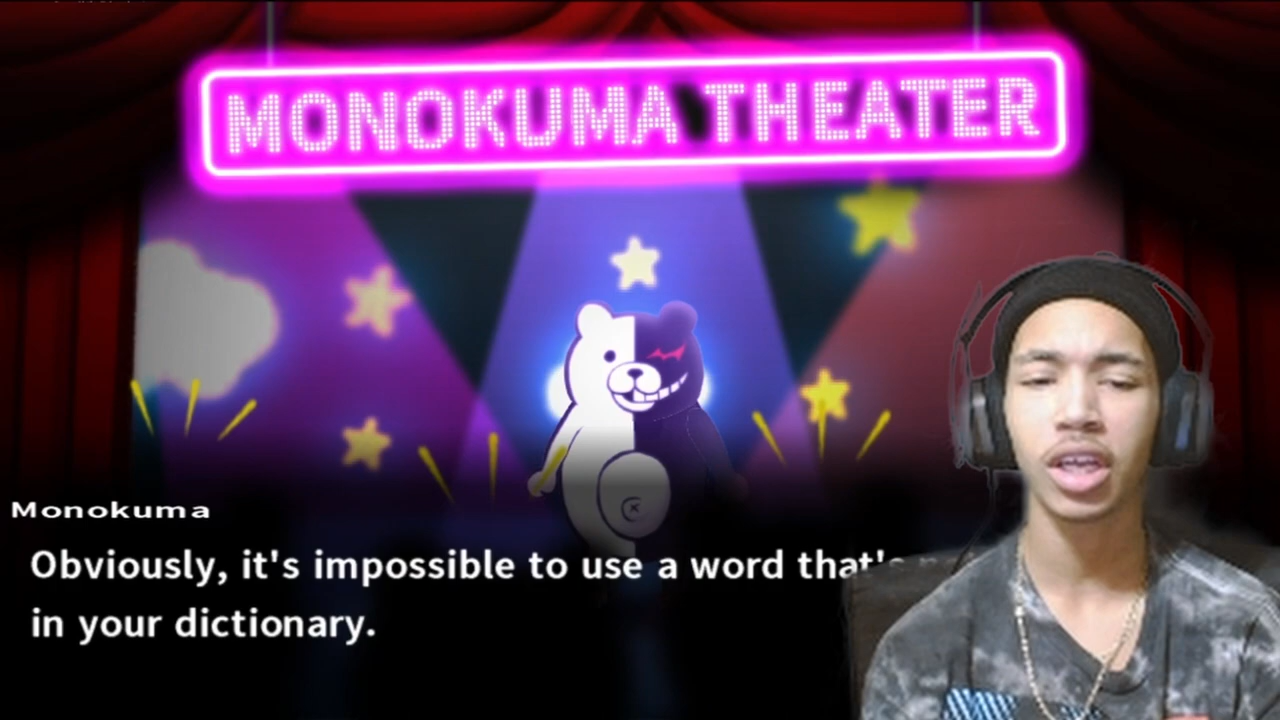 MONOKUMA THEATER
Monokuma
Obviously, it's impossible to use a word that's
in your dictionary.